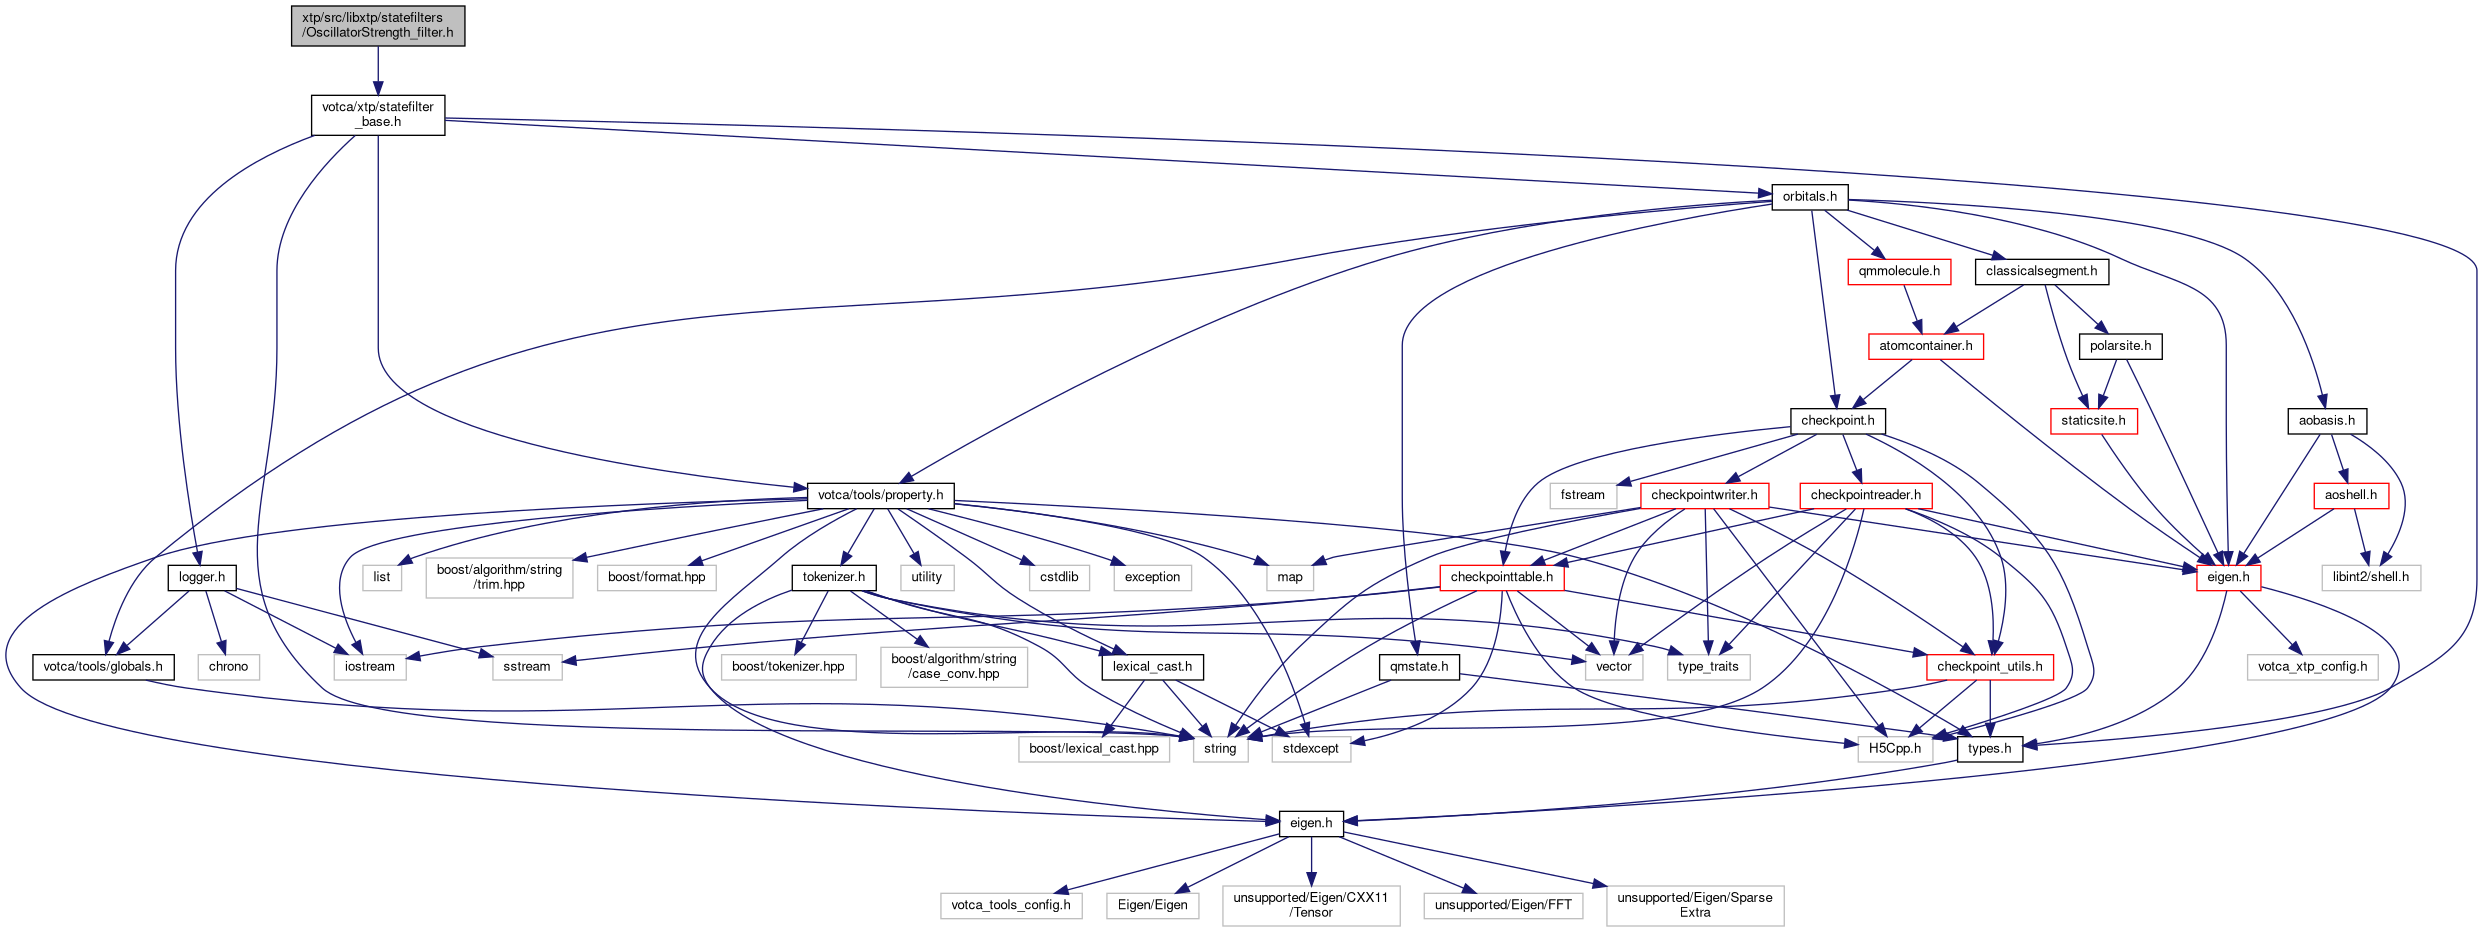 xtp/src/libxtp/statefilters
/OscillatorStrength_filter.h
votca/xtp/statefilter
_base.h
orbitals.h
qmmolecule.h
classicalsegment.h
atomcontainer.h
polarsite.h
checkpoint.h
staticsite.h
aobasis.h
votca/tools/property.h
fstream
checkpointwriter.h
checkpointreader.h
aoshell.h
logger.h
list
boost/algorithm/string
/trim.hpp
boost/format.hpp
tokenizer.h
utility
cstdlib
exception
map
checkpointtable.h
eigen.h
libint2/shell.h
votca/tools/globals.h
chrono
iostream
sstream
boost/tokenizer.hpp
boost/algorithm/string
/case_conv.hpp
lexical_cast.h
qmstate.h
vector
type_traits
checkpoint_utils.h
votca_xtp_config.h
boost/lexical_cast.hpp
string
stdexcept
H5Cpp.h
types.h
eigen.h
votca_tools_config.h
Eigen/Eigen
unsupported/Eigen/CXX11
/Tensor
unsupported/Eigen/FFT
unsupported/Eigen/Sparse
Extra